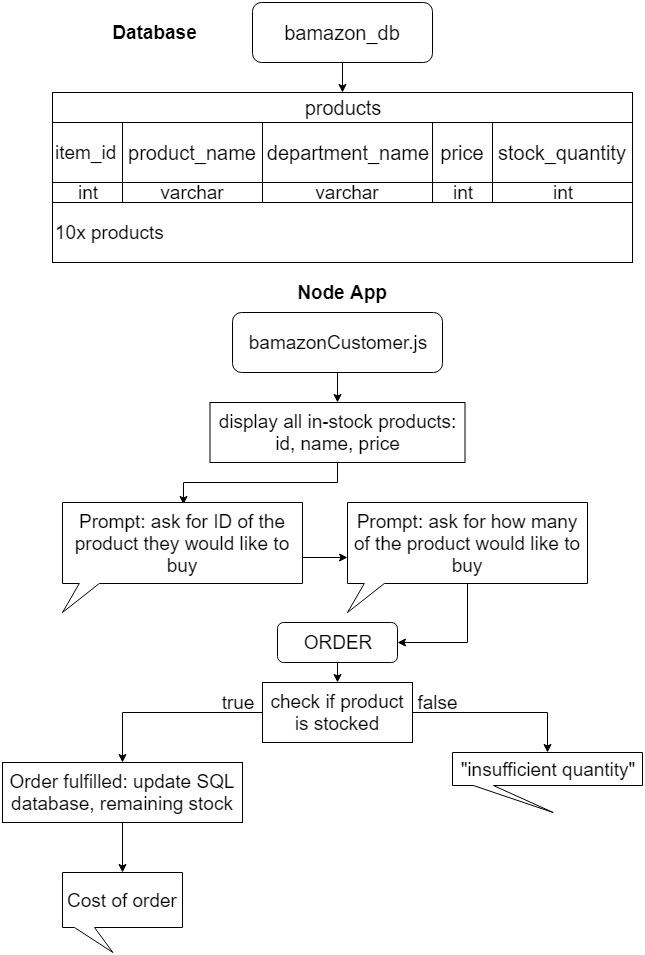 Database
bamazon_db
products
item_id product_name department_name price stock_quantity
int varchar varchar int int
10x products
Node App
bamazonCustomer.js
display all in-stock products:
id, name, price
Prompt: ask for ID of the
product they would like to
buy
Prompt: ask for how many
of the product would like to
buy
ORDER
true
check if product
is stocked
false
Order fulfilled: update SQL
database, remaining stock
"insufficient quantity"
Cost of order